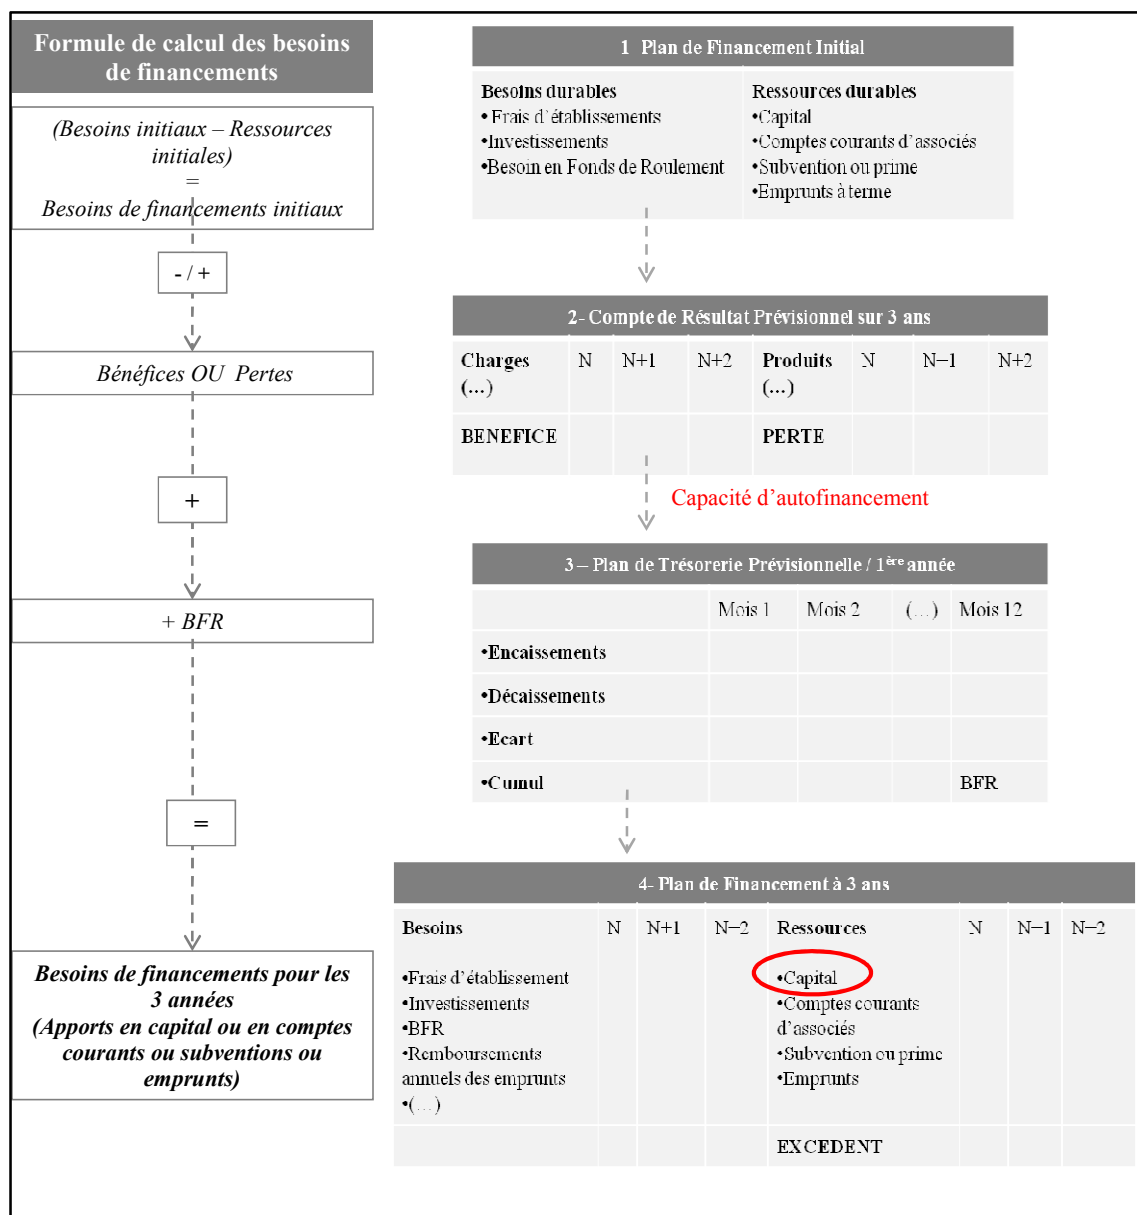 Formule de calcul des besoins
de financements
(Besoins initiaux – Ressources
initiales)
=
Besoins de financements initiaux
- / +
Bénéfices OU Pertes
+
+ BFR
=
Besoins de financements pour les
3 années
(Apports en capital ou en comptes
courants ou subventions ou
emprunts)
1 Plan de Financement Initial
Besoins durables
• Frais d’établissements
•Investissements
•Besoin en Fonds de Roulement
Ressources durables
•Capital
•Comptes courants d’associés
•Subvention ou prime
•Emprunts à terme
2- Compte de Résultat Prévisionnel sur 3 ans
Charges N N+1 N+2 Produits N N–1 N+2
(…) (…)
BENEFICE PERTE
Capacité d’autofinancement
3 – Plan de Trésorerie Prévisionnelle / 1ère année
Mois 1 Mois 2 (…) Mois 12
•Encaissements
•Décaissements
•Ecart
•Cumul BFR
4- Plan de Financement à 3 ans
Besoins N N+1 N–2 Ressources N N–1 N–2
•Frais d’établissement
•Investissements
•BFR
•Remboursements
annuels des emprunts
•(…)
•Capital
•Comptes courants
d’associés
•Subvention ou prime
•Emprunts
EXCEDENT